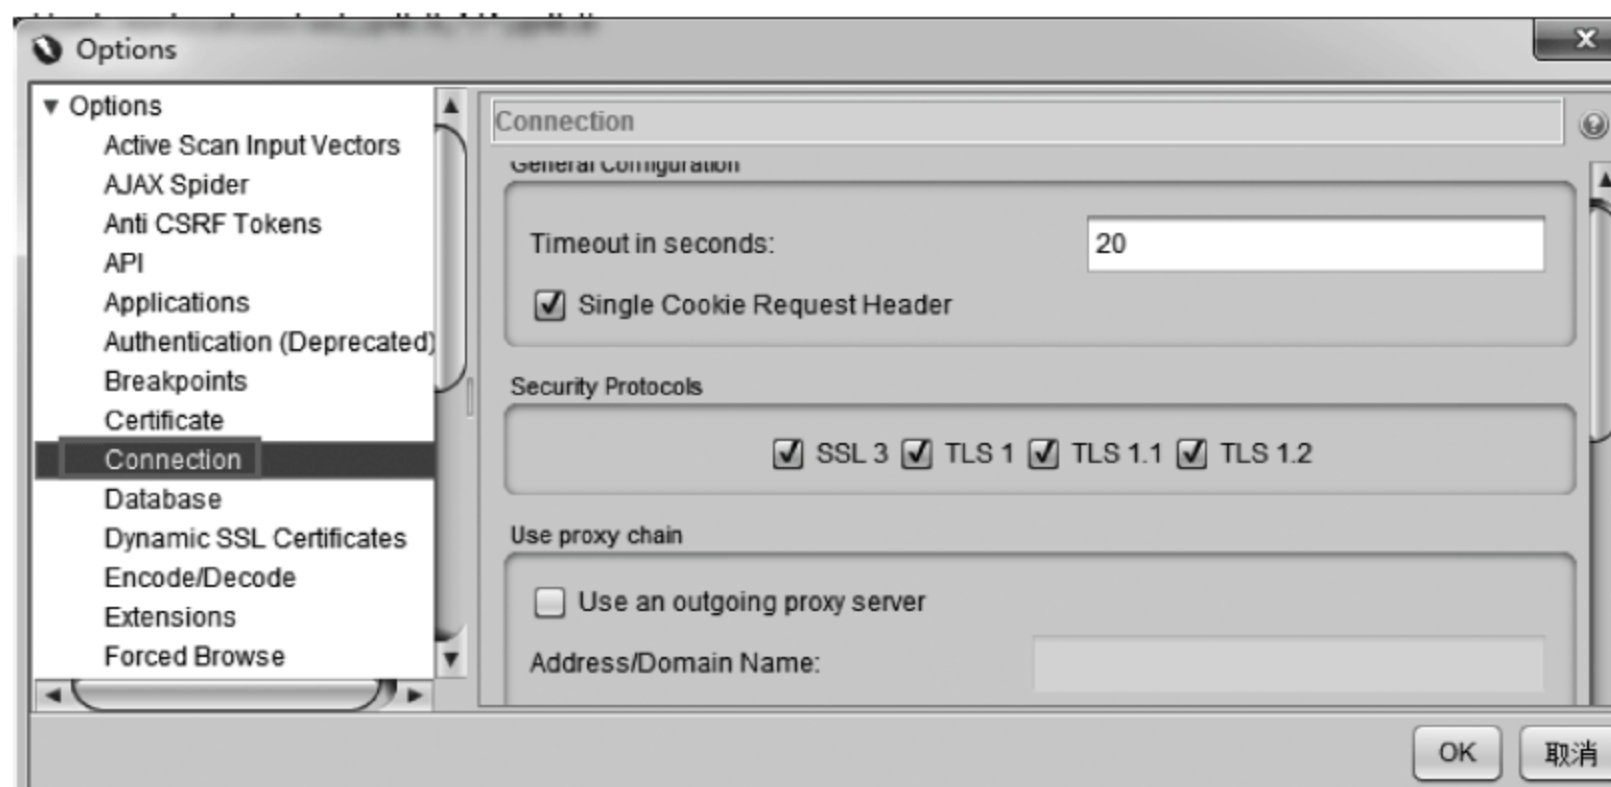 Options
Options
Active Scan Input Vectors
AJAX Spider
Anti CSRF Tokens
API
Applications
Authentication (Deprecated)
Breakpoints
Certificate
Connection
Database
Dynamic SSL Certificates
Encode/Decode
Extensions
Forced Browse
Connection
General Configuration
Timeout in seconds:
20
Single Cookie Request Header
Security Protocols
SSL 3 TLS 1 TLS 1.1 TLS 1.2
Use proxy chain
Use an outgoing proxy server
Address/Domain Name:
OK 取消